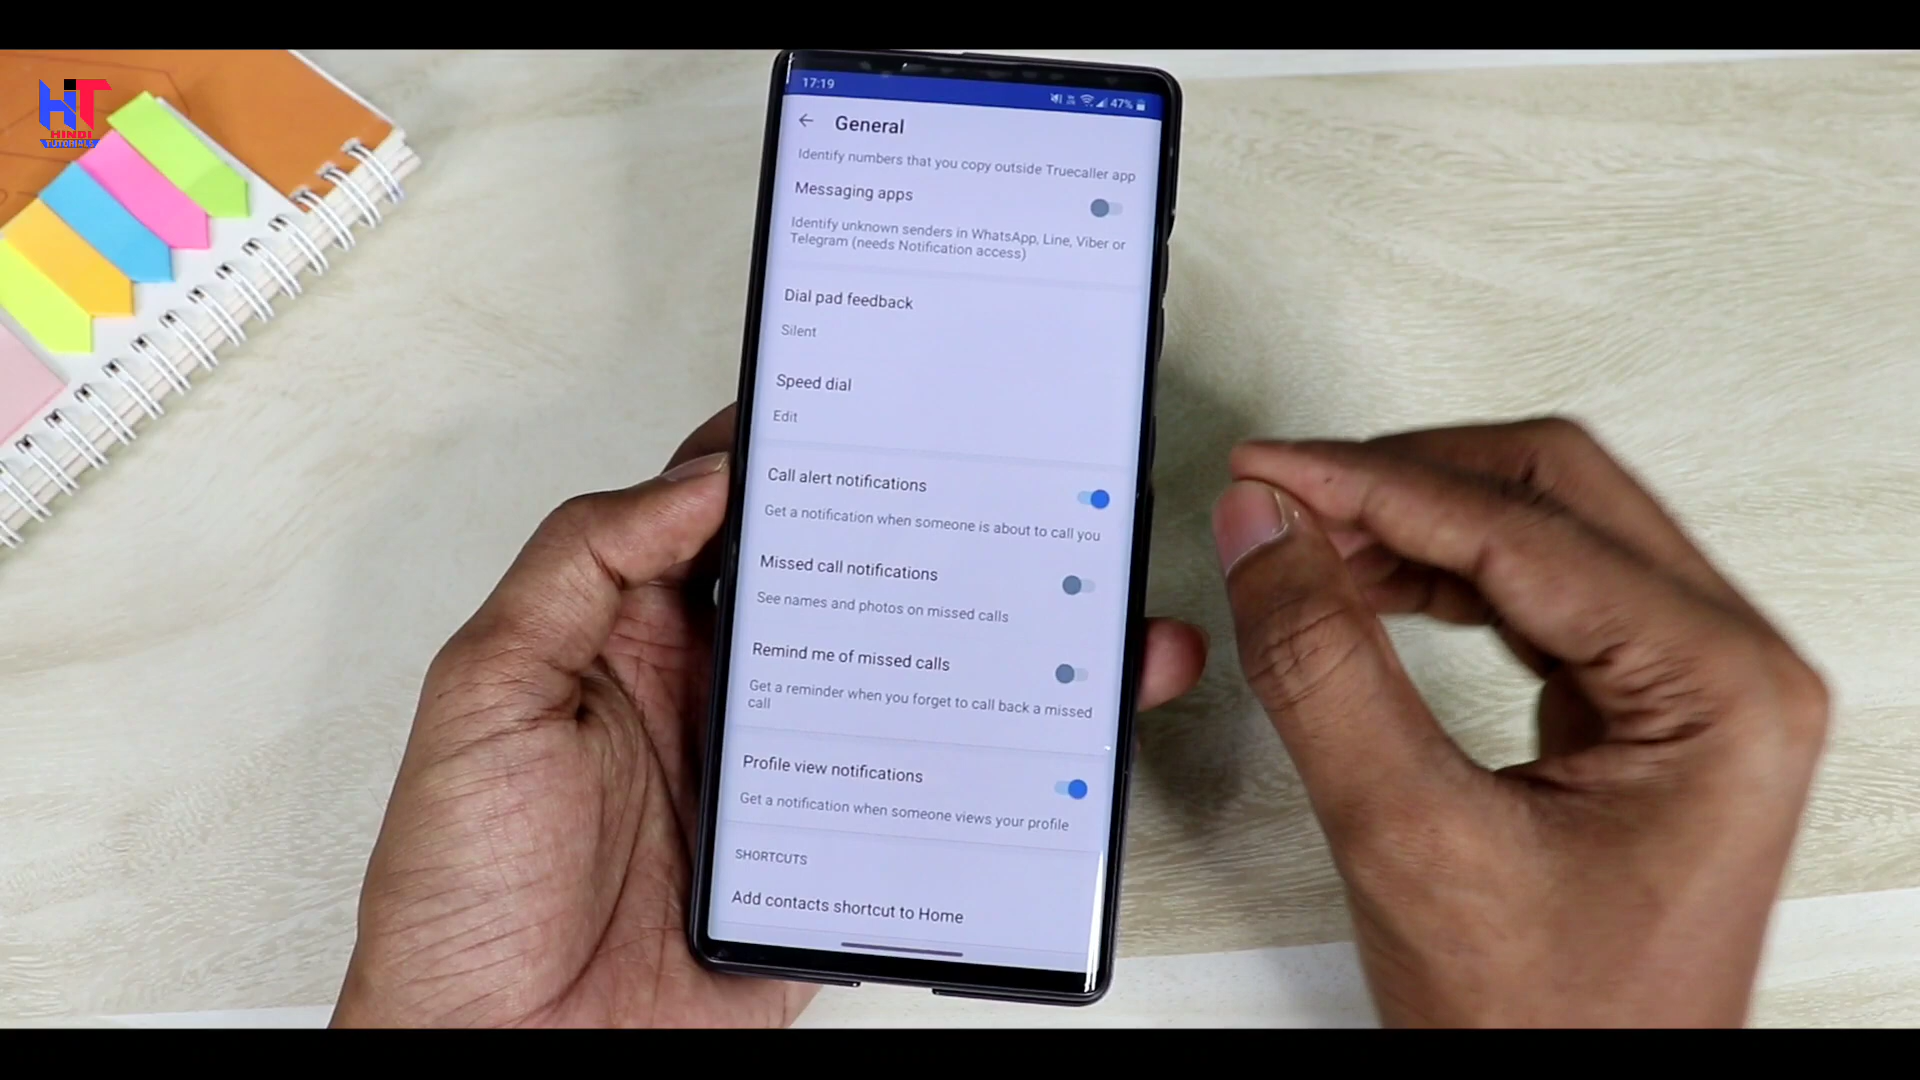 HT
HINDI
TUTORIALS
17:19
47%
General
Identify numbers that you copy outside Truecaller app
Messaging apps
Identify unknown senders in WhatsApp, Line, Viber or
Telegram (needs Notification access)
Dial pad feedback
Silent
Speed dial
Edit
Call alert notifications
Get a notification when someone is about to call you
Missed call notifications
See names and photos on missed calls
Remind me of missed calls
Get a reminder when you forget to call back a missed
call
Profile view notifications
Get a notification when someone views your profile
SHORTCUTS
Add contacts shortcut to Home